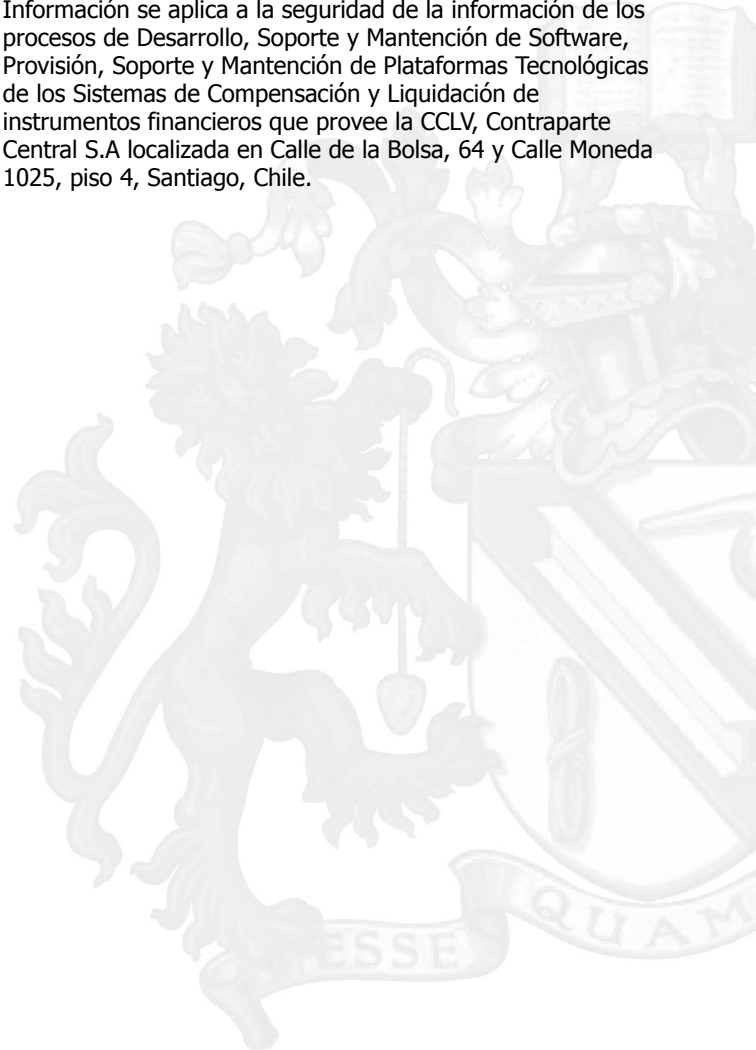 Información se aplica a la seguridad de la información de los
procesos de Desarrollo, Soporte y Mantención de Software,
Provisión, Soporte y Mantención de Plataformas Tecnológicas
de los Sistemas de Compensación y Liquidación de
instrumentos financieros que provee la CCLV, Contraparte
Central S.A localizada en Calle de la Bolsa, 64 y Calle Moneda
1025, piso 4, Santiago, Chile.
ESSE QUAM